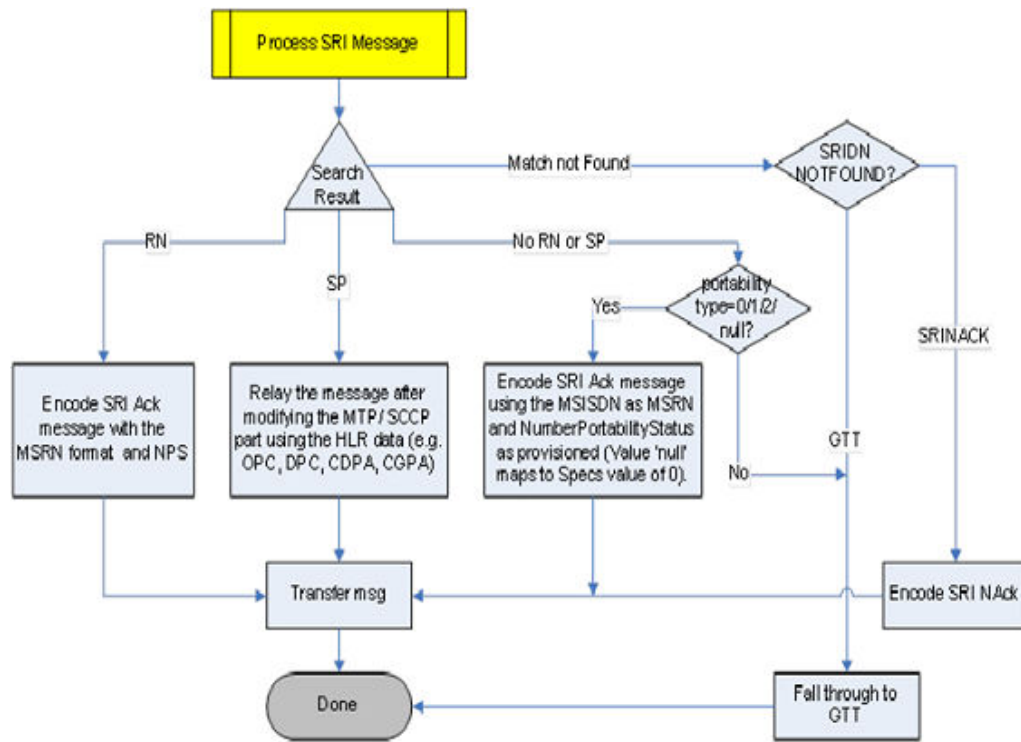 Process SRI Message
Search
Result
Match not Found
SRIDN
NOTFOUND?
RN
SP
No RN or SP
portability
type=0/1/2/
null?
Yes
No
SRINACK
GTT
Encode SRI Ack
message with the
MSRN format and NPS
Relay the message after
modifying the MTP/ SCCP
part using the HLR data (e.g.
OPC, DPC, CDPA, CGPA)
Encode SRI Ack message
using the MSISDN as MSRN
and NumberPortabilityStatus
as provisioned (Value 'null'
maps to Specs value of 0).
Transfer msg
Encode SRI NAck
Done
Fall through to
GTT